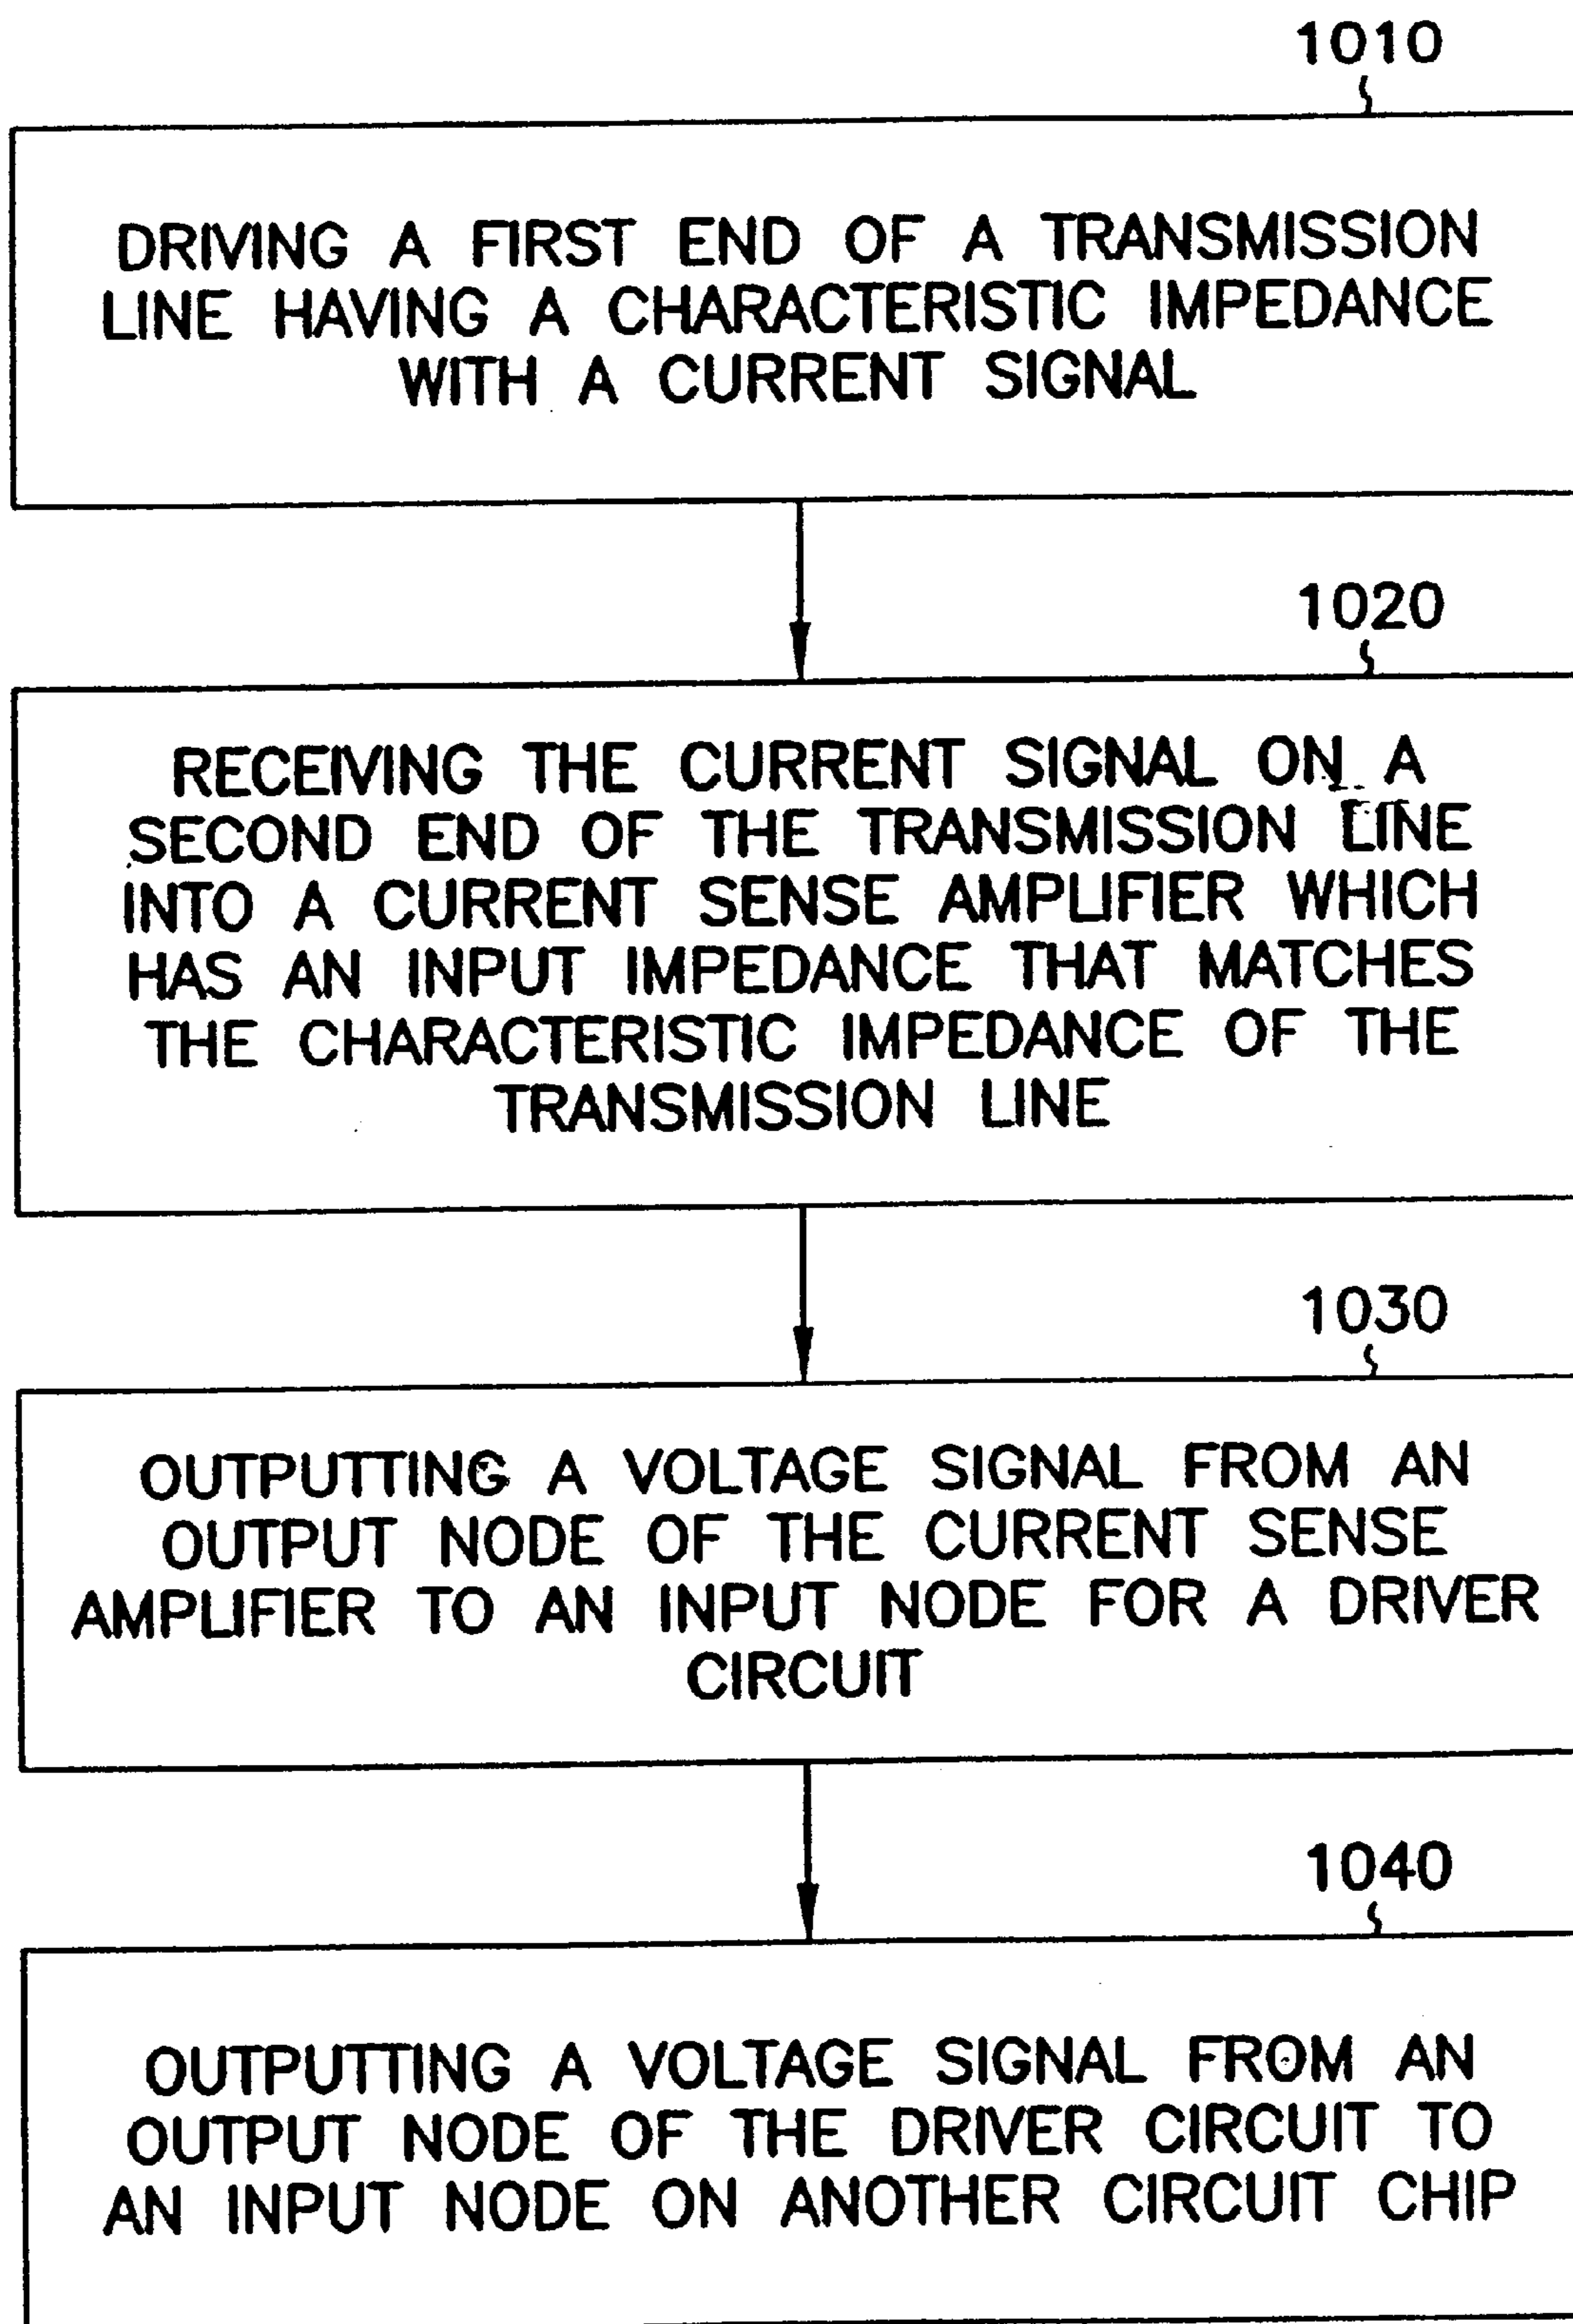 1010
DRIVING A FIRST END OF A TRANSMISSION
LINE HAVING A CHARACTERISTIC IMPEDANCE
WITH A CURRENT SIGNAL
1020
RECEIVING THE CURRENT SIGNAL ON A
SECOND END OF THE TRANSMISSION LINE
INTO A CURRENT SENSE AMPLIFIER WHICH
HAS AN INPUT IMPEDANCE THAT MATCHES
THE CHARACTERISTIC IMPEDANCE OF THE
TRANSMISSION LINE
1030
OUTPUTTING A VOLTAGE SIGNAL FROM AN
OUTPUT NODE OF THE CURRENT SENSE
AMPLIFIER TO AN INPUT NODE FOR A DRIVER
CIRCUIT
1040
OUTPUTTING A VOLTAGE SIGNAL FROM AN
OUTPUT NODE OF THE DRIVER CIRCUIT TO
AN INPUT NODE ON ANOTHER CIRCUIT CHIP